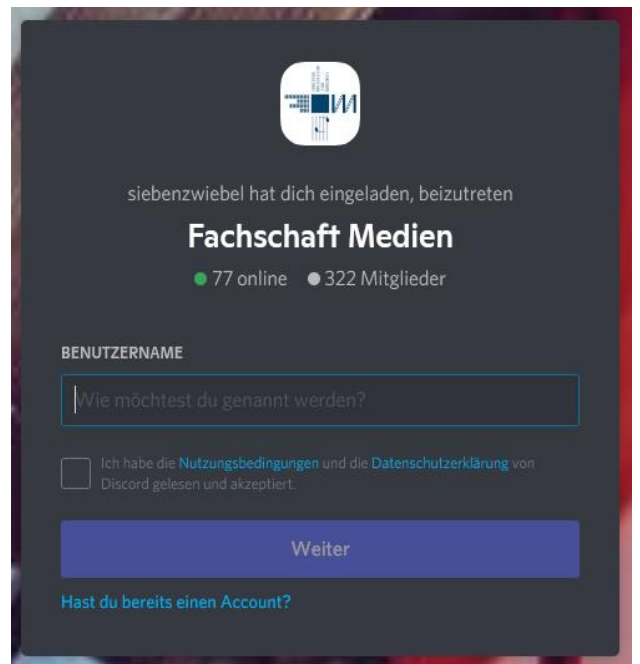 siebenzwiebel hat dich eingeladen, beizutreten
Fachschaft Medien
77 online 322 Mitglieder
BENUTZERNAME
Wie möchtest du genannt werden?
Ich habe die Nutzungsbedingungen und die Datenschutzerklärung von
Discord gelesen und akzeptiert.
Weiter
Hast du bereits einen Account?